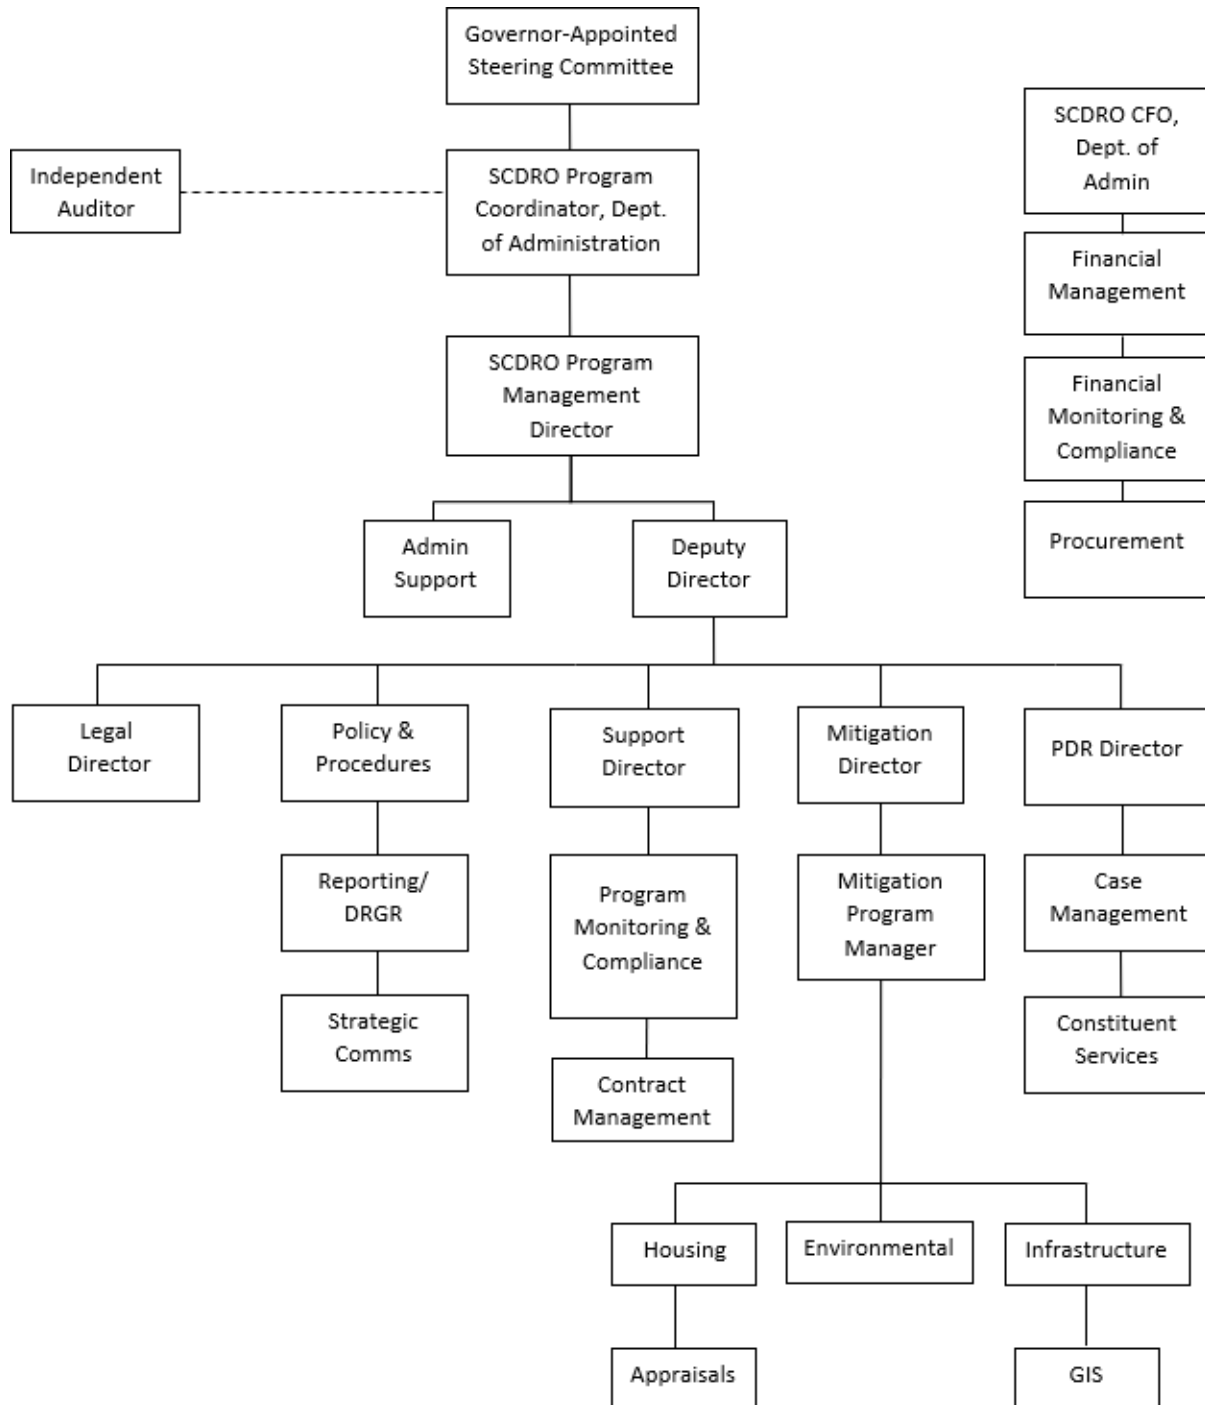 Governor-Appointed
Steering Committee
SCDRO CFO,
Dept. of
Admin
Independent
Auditor
SCDRO Program
Coordinator, Dept.
of Administration
Financial
Management
SCDRO Program
Management
Director
Financial
Monitoring &
Compliance
Admin
Support
Deputy
Director
Procurement
Legal
Director
Policy &
Procedures
Support
Director
Mitigation
Director
PDR Director
Reporting/
DRGR
Program
Monitoring &
Compliance
Mitigation
Program
Manager
Case
Management
Strategic
Comms
Contract
Management
Constituent
Services
Housing
Environmental
Infrastructure
Appraisals
GIS